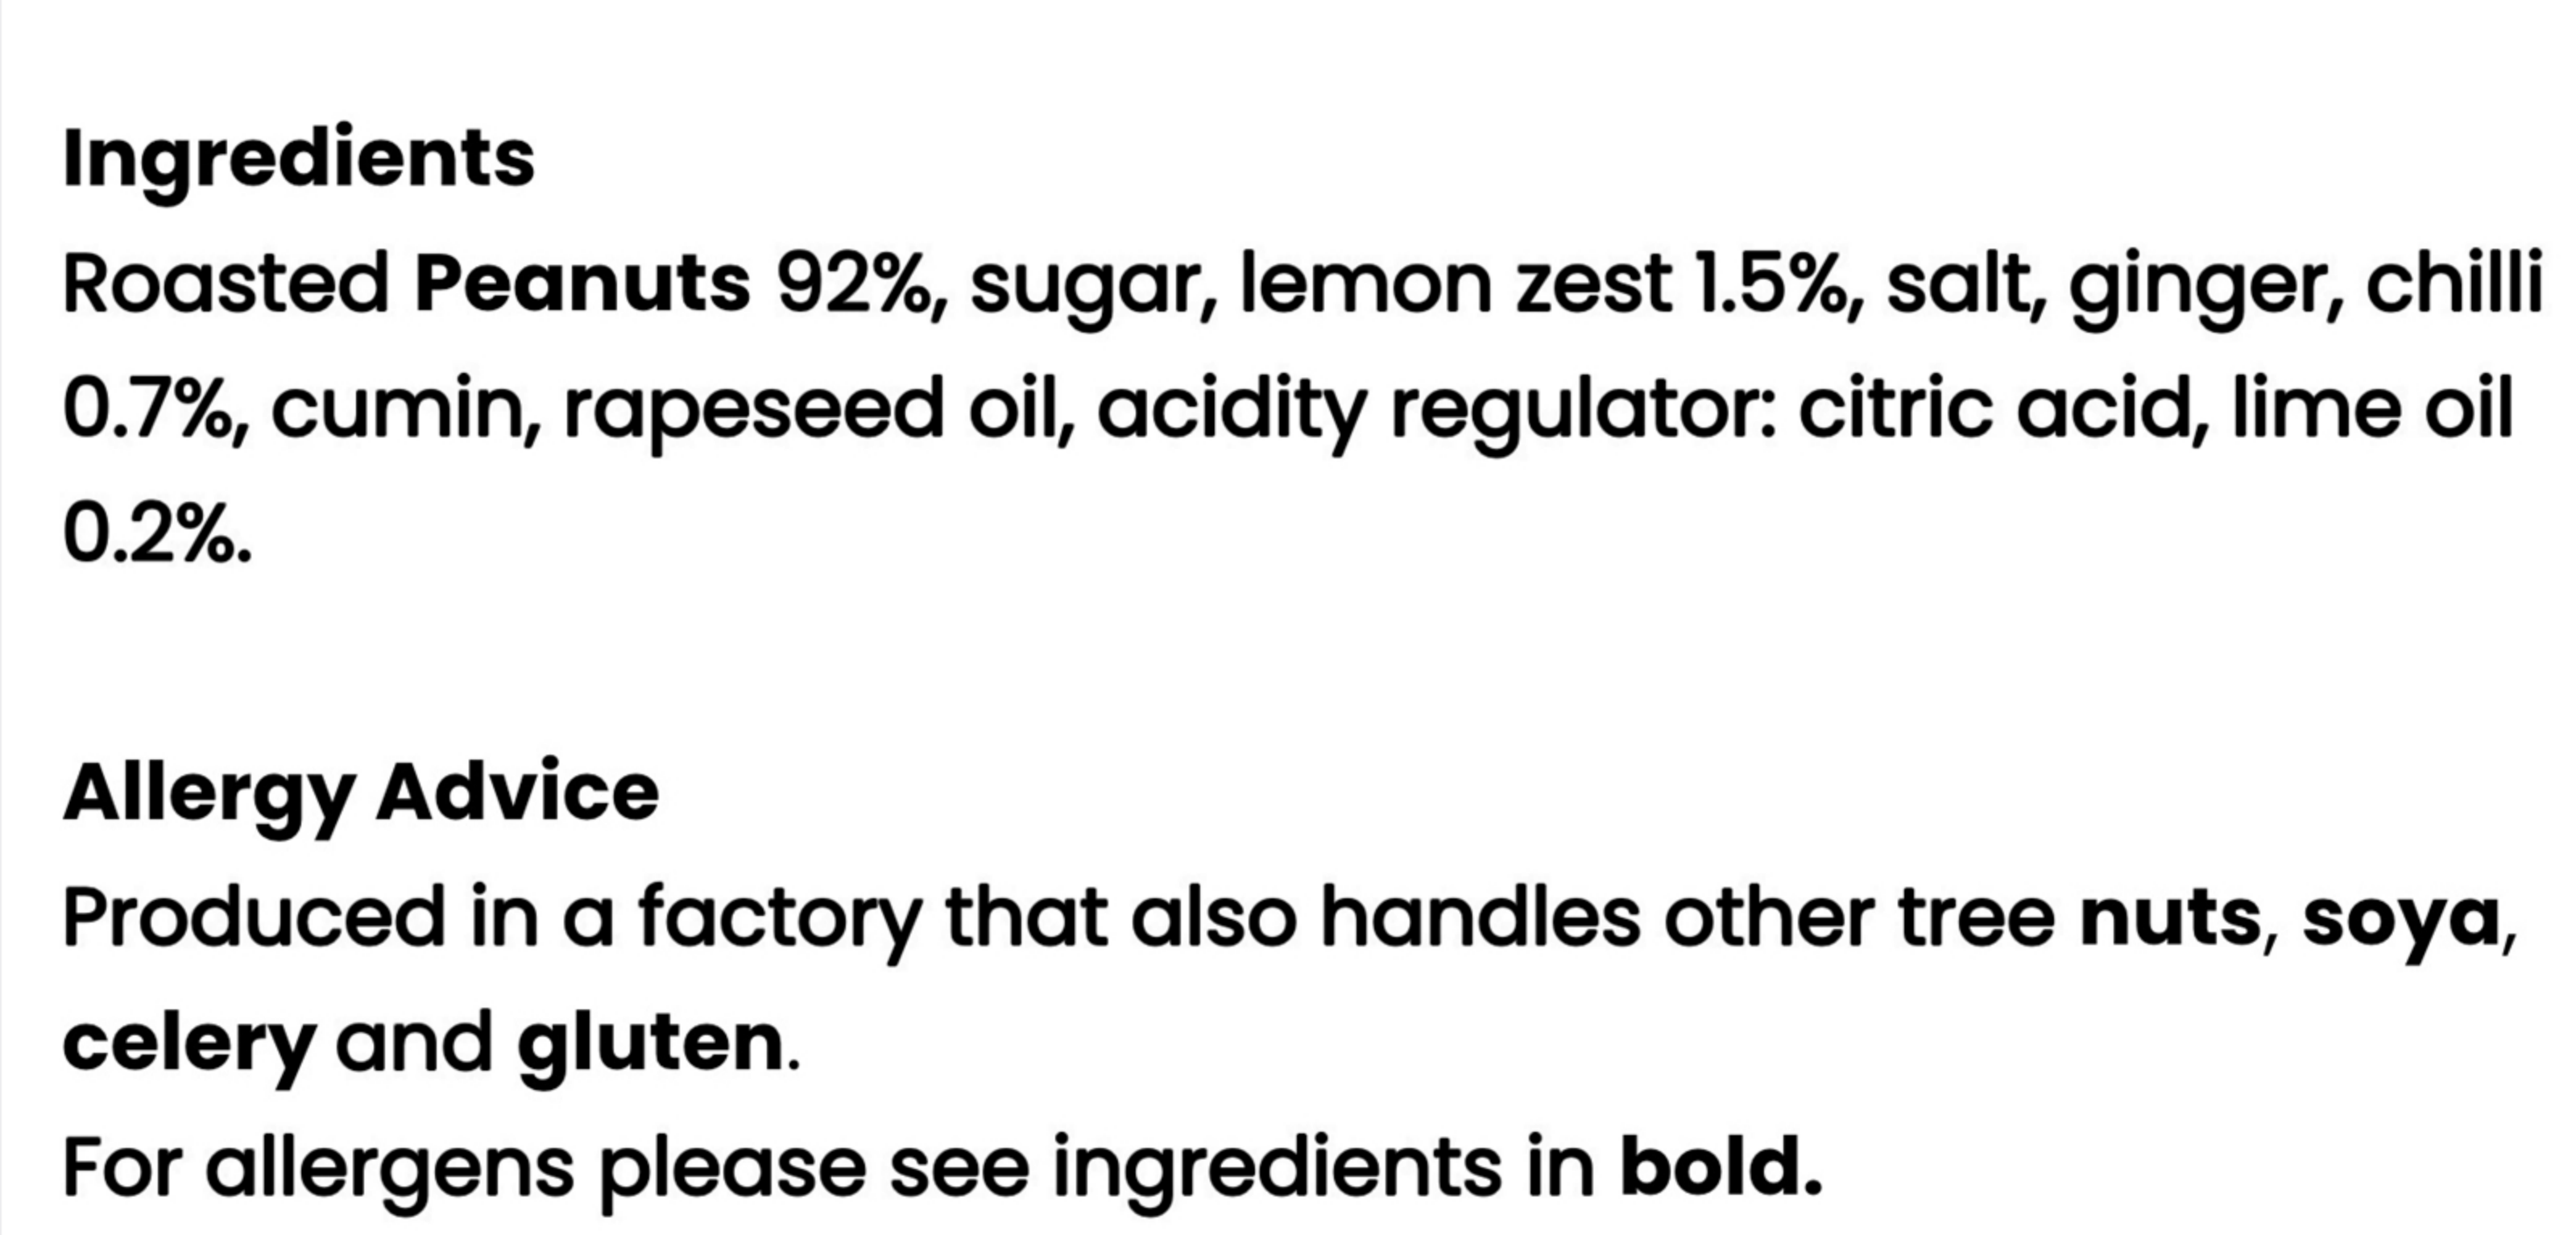 Ingredients
Roasted Peanuts 92%, sugar, lemon zest 1.5%, salt, ginger, chilli
0.7%, cumin, rapeseed oil, acidity regulator: citric acid, lime oil
0.2%.
Allergy Advice
Produced in a factory that also handles other tree nuts, soya,
celery and gluten.
For allergens please see ingredients in bold.